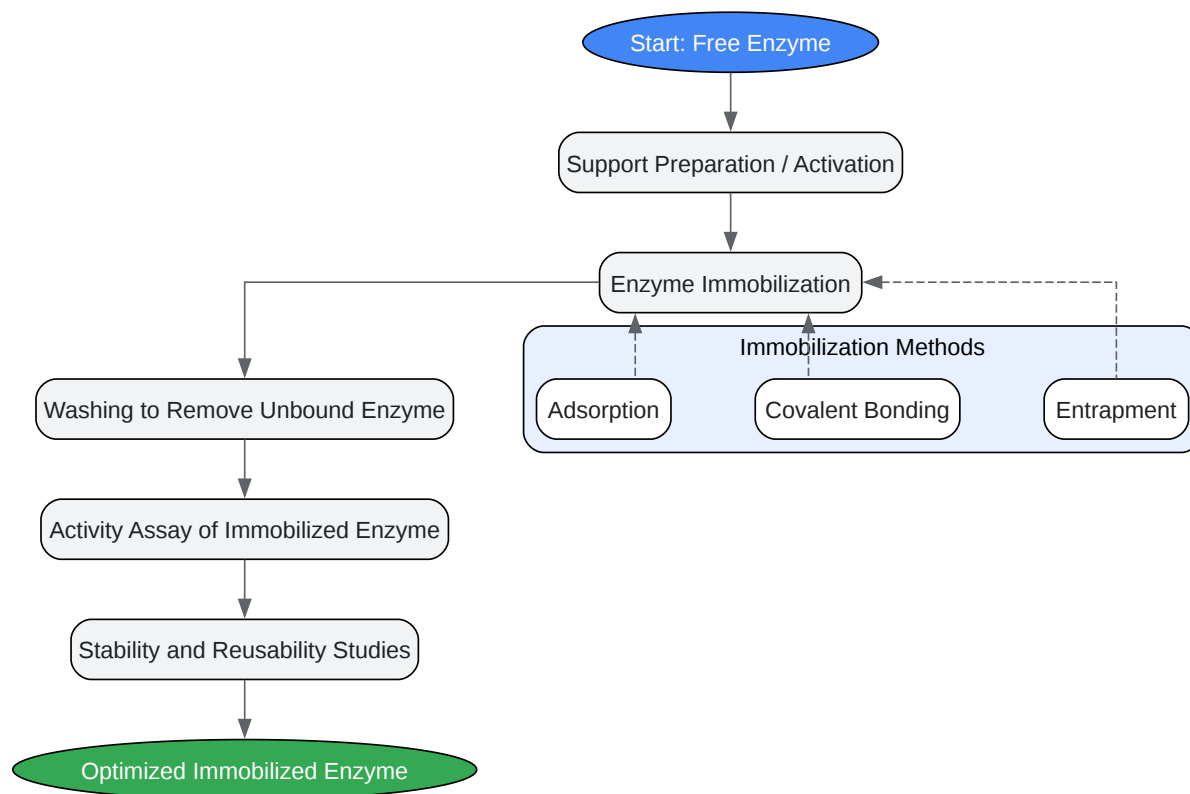 Start: Free Enzyme
Support Preparation / Activation
Enzyme Immobilization
Immobilization Methods
Adsorption
Covalent Bonding
Entrapment
Washing to Remove Unbound Enzyme
Activity Assay of Immobilized Enzyme
Stability and Reusability Studies
Optimized Immobilized Enzyme